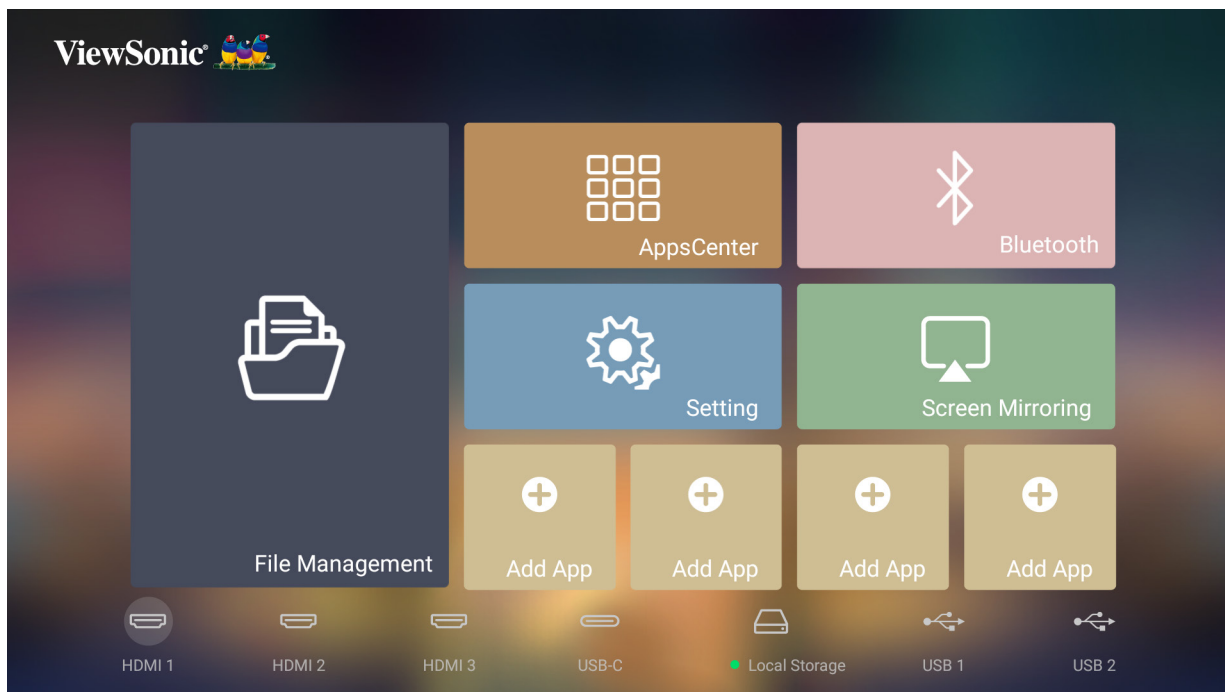 ViewSonic®
AppsCenter
Bluetooth
Setting
Screen Mirroring
File Management
Add App
Add App
Add App
Add App
HDMI 1
HDMI 2
HDMI 3
USB-C
Local Storage
USB 1
USB 2